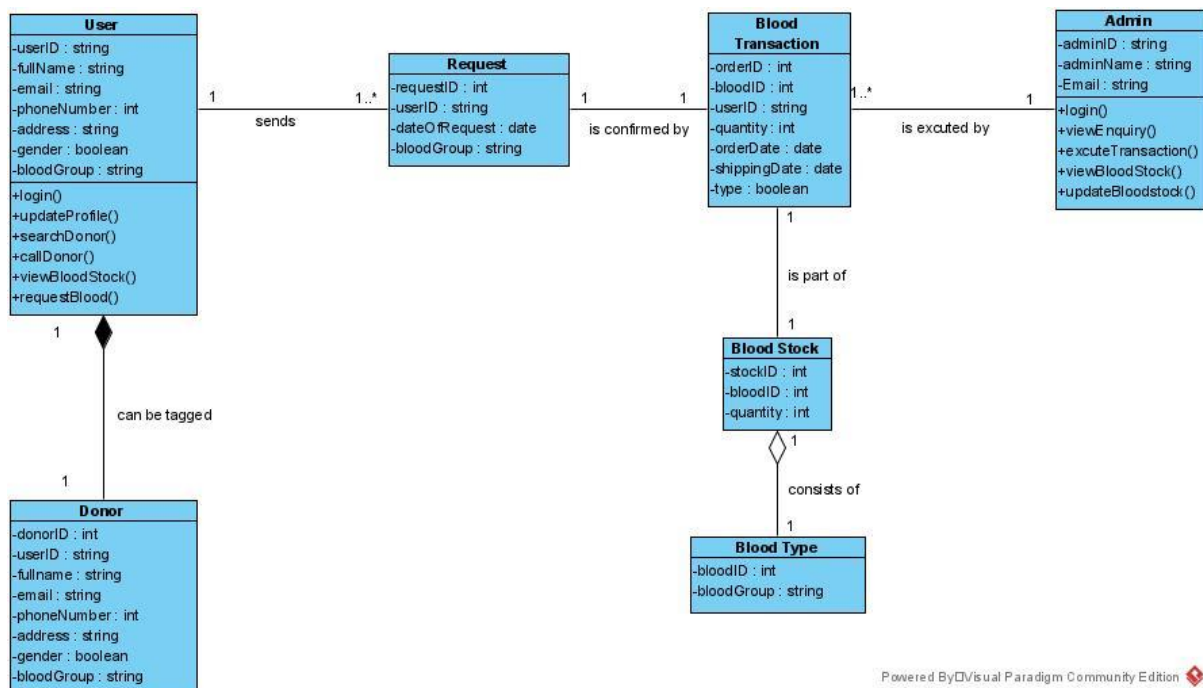 User
-userID : string
-fullName : string
-email : string
-phoneNumber : int
-address : string
-gender : boolean
-bloodGroup : string
+login()
+updateProfile()
+searchDonor()
+callDonor()
+viewBloodStock()
+requestBlood()
1
1..*
sends
Request
-requestID : int
-userID : string
-dateOfRequest : date
-bloodGroup : string
1
1
is confirmed by
Blood
Transaction
-orderID : int
-bloodID : int
-userID : string
-quantity : int
-orderDate : date
-shippingDate : date
-type : boolean
1..*
1
is excuted by
Admin
-adminID : string
-adminName : string
-Email : string
+login()
+viewEnquiry()
+excuteTransaction()
+viewBloodStock()
+updateBloodstock()
1
is part of
1
Blood Stock
-stockID : int
-bloodID : int
-quantity : int
1
consists of
1
Blood Type
-bloodID : int
-bloodGroup : string
1
can be tagged
1
Donor
-donorID : int
-userID : string
-fullname : string
-email : string
-phoneNumber : int
-address : string
-gender : boolean
-bloodGroup : string
Powered By□Visual Paradigm Community Edition